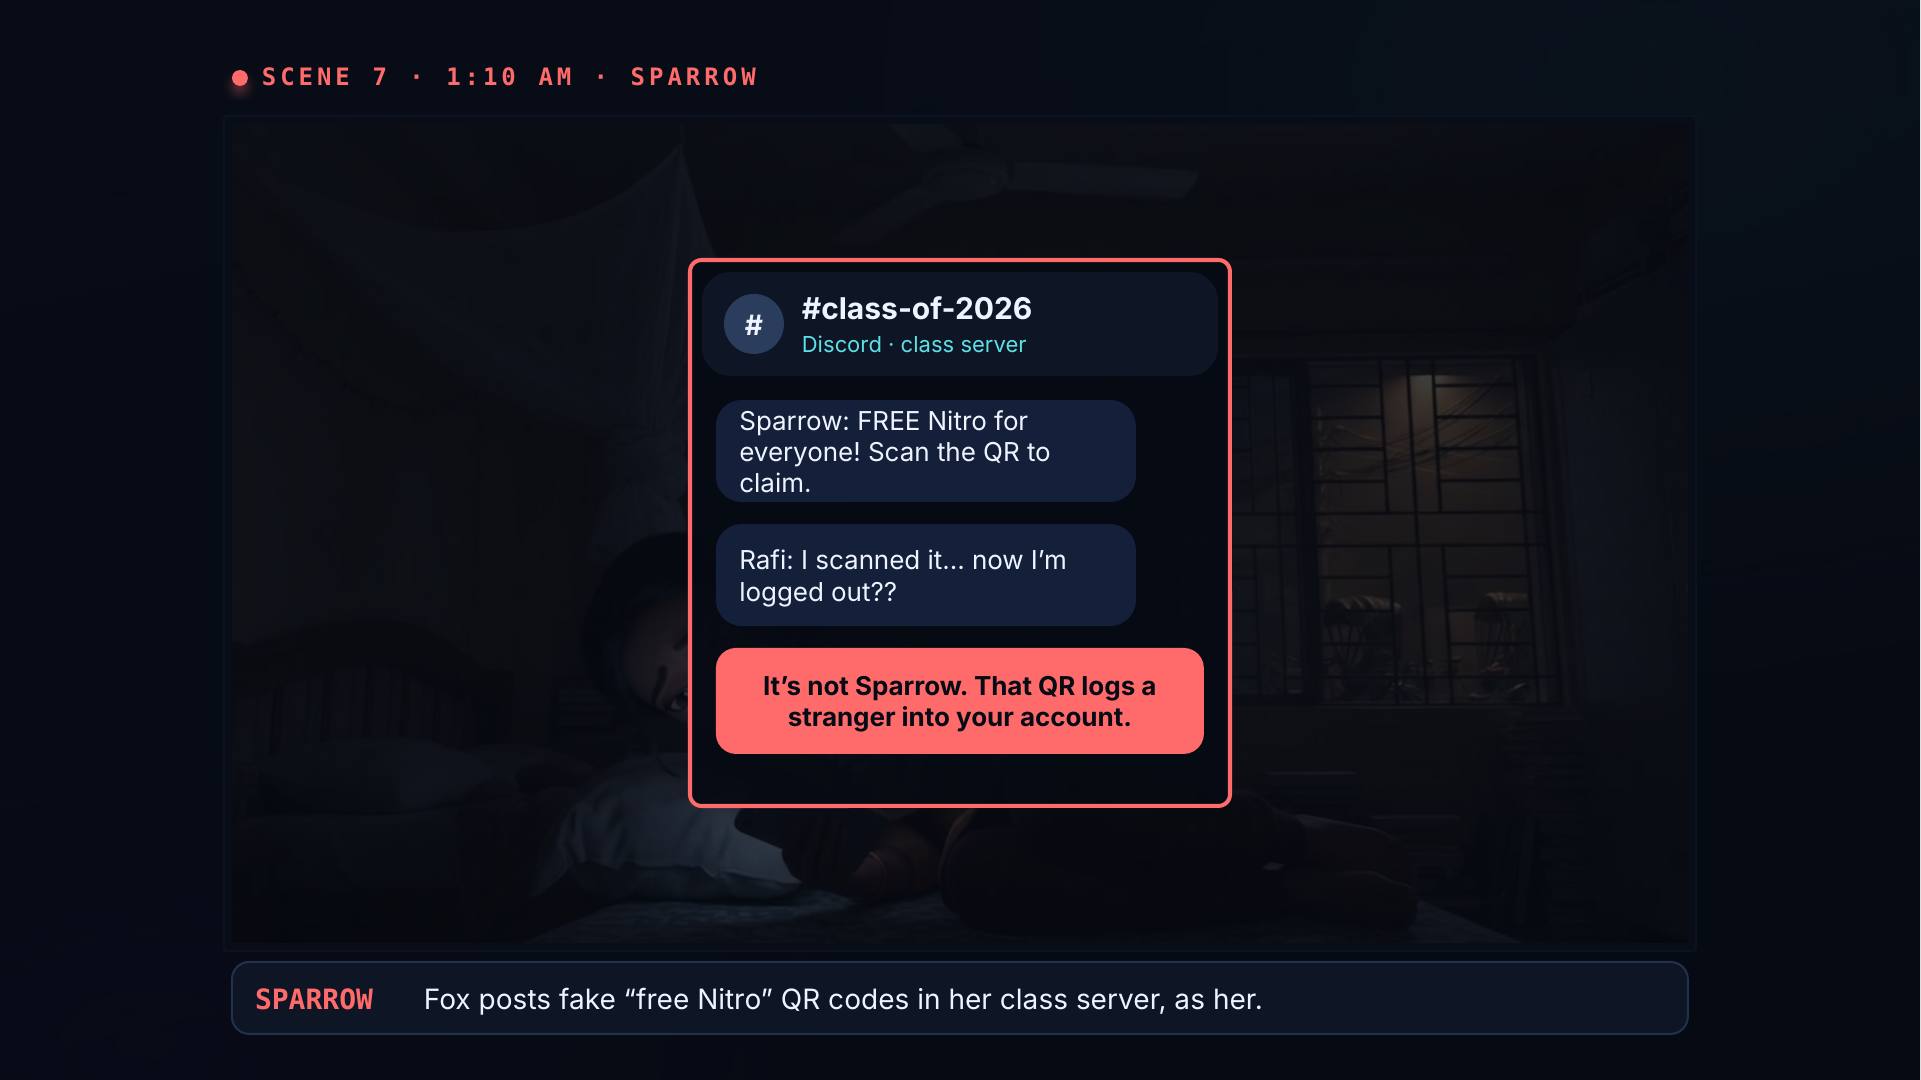 SCENE 7 · 1:10 AM · SPARROW
#
#class-of-2026
Discord · class server
Sparrow: FREE Nitro for
everyone! Scan the QR to
claim.
Rafi: I scanned it... now I’m
logged out??
It’s not Sparrow. That QR logs a
stranger into your account.
SPARROW Fox posts fake “free Nitro” QR codes in her class server, as her.